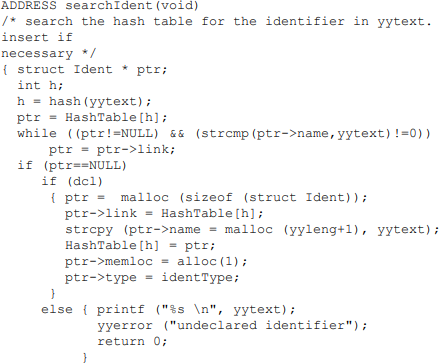 ADDRESS searchIdent(void)
/* search the hash table for the identifier in yytext.
insert if
necessary */
{ struct Ident * ptr;
int h;
h = hash(yytext);
ptr = HashTable[h];
while ((ptr!=NULL) && (strcmp(ptr->name,yytext)!=0))
ptr = ptr->link;
if (ptr==NULL)
if (dcl)
{ ptr = malloc (sizeof (struct Ident));
ptr->link = HashTable[h];
strcpy (ptr->name = malloc (yyleng+1), yytext);
HashTable[h] = ptr;
ptr->memloc = alloc(1);
ptr->type = identType;
}
else { printf ("%s \n", yytext);
yyerror ("undeclared identifier");
return 0;
}